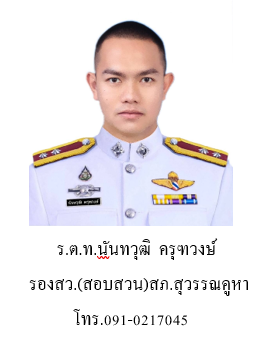 ร.ต.ท.นันทวุฒิ ครุฑวงษ์
รองสว.(สอบสวน)สภ.สุวรรณคูหา
โทร.091-0217045